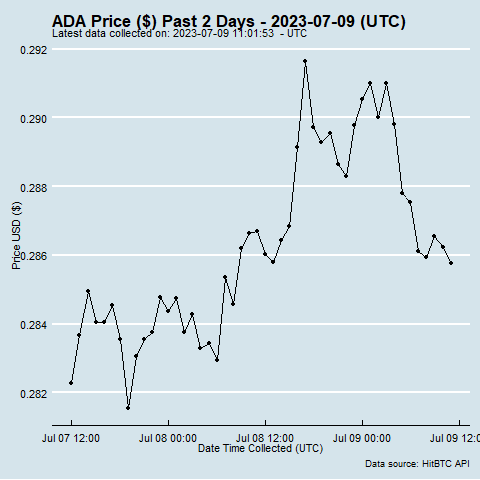 ADA Price ($) Past 2 Days - 2023-07-09 (UTC)
Latest data collected on: 2023-07-09 11:01:53 - UTC
0.292
0.290
0.288
0.286
0.284
0.282
Price USD ($)
Jul 07 12:00 Jul 08 00:00 Jul 08 12:00 Jul 09 00:00 Jul 09 12:00
Date Time Collected (UTC)
Data source: HitBTC API